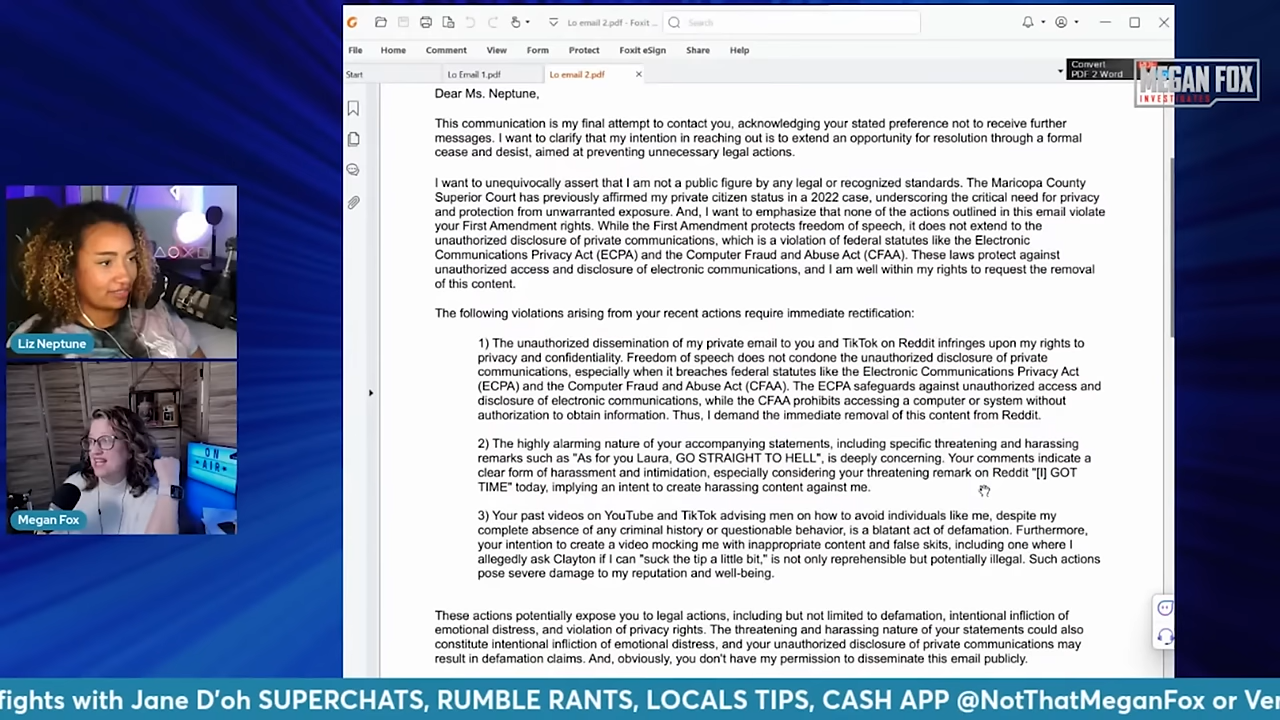 Lo email 2.pdf - Foxit ...
Search
File Home Comment View Form Protect Foxit eSign Share Help
Start Lo Email 1.pdf Lo email 2.pdf
Convert
PDF 2 Word
MEGAN FOX
INVESTIGATES
Dear Ms. Neptune,
This communication is my final attempt to contact you, acknowledging your stated preference not to receive further
messages. I want to clarify that my intention in reaching out is to extend an opportunity for resolution through a formal
cease and desist, aimed at preventing unnecessary legal actions.
I want to unequivocally assert that I am not a public figure by any legal or recognized standards. The Maricopa County
Superior Court has previously affirmed my private citizen status in a 2022 case, underscoring the critical need for privacy
and protection from unwarranted exposure. And, I want to emphasize that none of the actions outlined in this email violate
your First Amendment rights. While the First Amendment protects freedom of speech, it does not extend to the
unauthorized disclosure of private communications, which is a violation of federal statutes like the Electronic
Communications Privacy Act (ECPA) and the Computer Fraud and Abuse Act (CFAA). These laws protect against
unauthorized access and disclosure of electronic communications, and I am well within my rights to request the removal
of this content.
The following violations arising from your recent actions require immediate rectification:
1) The unauthorized dissemination of my private email to you and TikTok on Reddit infringes upon my rights to
privacy and confidentiality. Freedom of speech does not condone the unauthorized disclosure of private
communications, especially when it breaches federal statutes like the Electronic Communications Privacy Act
(ECPA) and the Computer Fraud and Abuse Act (CFAA). The ECPA safeguards against unauthorized access and
disclosure of electronic communications, while the CFAA prohibits accessing a computer or system without
authorization to obtain information. Thus, I demand the immediate removal of this content from Reddit.
2) The highly alarming nature of your accompanying statements, including specific threatening and harassing
remarks such as "As for you Laura, GO STRAIGHT TO HELL", is deeply concerning. Your comments indicate a
clear form of harassment and intimidation, especially considering your threatening remark on Reddit "[I] GOT
TIME" today, implying an intent to create harassing content against me.
3) Your past videos on YouTube and TikTok advising men on how to avoid individuals like me, despite my
complete absence of any criminal history or questionable behavior, is a blatant act of defamation. Furthermore,
your intention to create a video mocking me with inappropriate content and false skits, including one where I
allegedly ask Clayton if I can "suck the tip a little bit," is not only reprehensible but potentially illegal. Such actions
pose severe damage to my reputation and well-being.
These actions potentially expose you to legal actions, including but not limited to defamation, intentional infliction of
emotional distress, and violation of privacy rights. The threatening and harassing nature of your statements could also
constitute intentional infliction of emotional distress, and your unauthorized disclosure of private communications may
result in defamation claims. And, obviously, you don't have my permission to disseminate this email publicly.
Liz Neptune
ON
AIR
Megan Fox
fights with Jane D'oh SUPERCHATS, RUMBLE RANTS, LOCALS TIPS, CASH APP @NotThatMeganFox or Ve